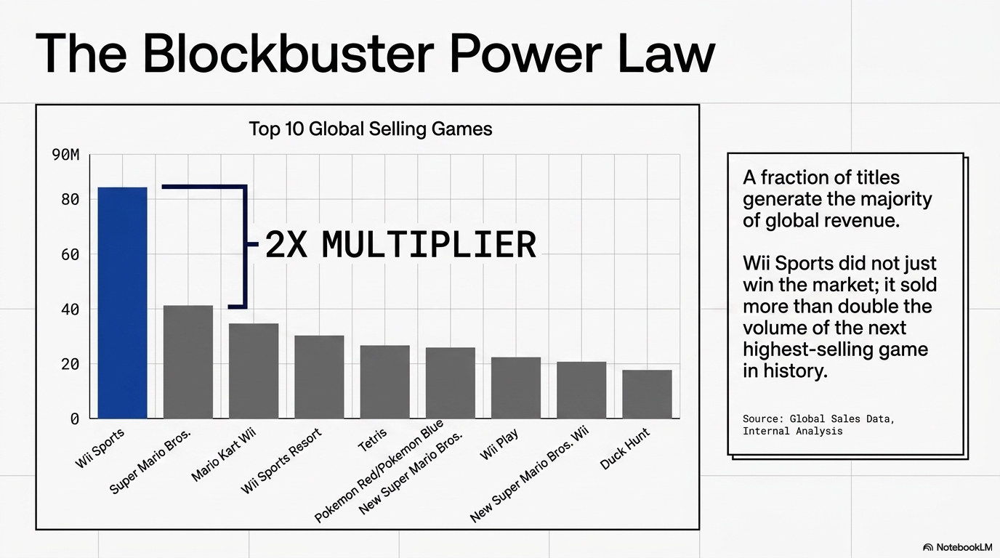 The Blockbuster Power Law
Top 10 Global Selling Games
90M
80
60
40
20
0
2X MULTIPLIER
Wii Sports
Super Mario Bros.
Mario Kart Wii
Wii Sports Resort
Tetris
Pokemon Red/Pokemon Blue
New Super Mario Bros.
Wii Play
New Super Mario Bros. Wii
Duck Hunt
A fraction of titles
generate the majority
of global revenue.
Wii Sports did not just
win the market; it sold
more than double the
volume of the next
highest-selling game
in history.
Source: Global Sales Data,
Internal Analysis
NotebookLM